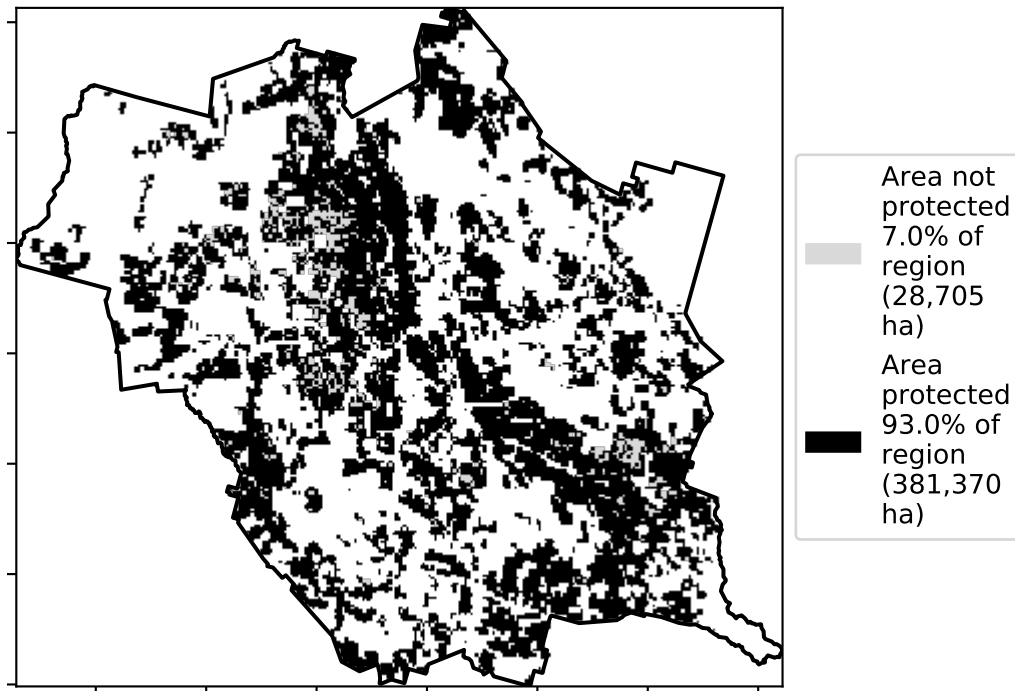 Area not
protected
7.0% of
region
(28,705
ha)
Area
protected
93.0% of
region
(381,370
ha)